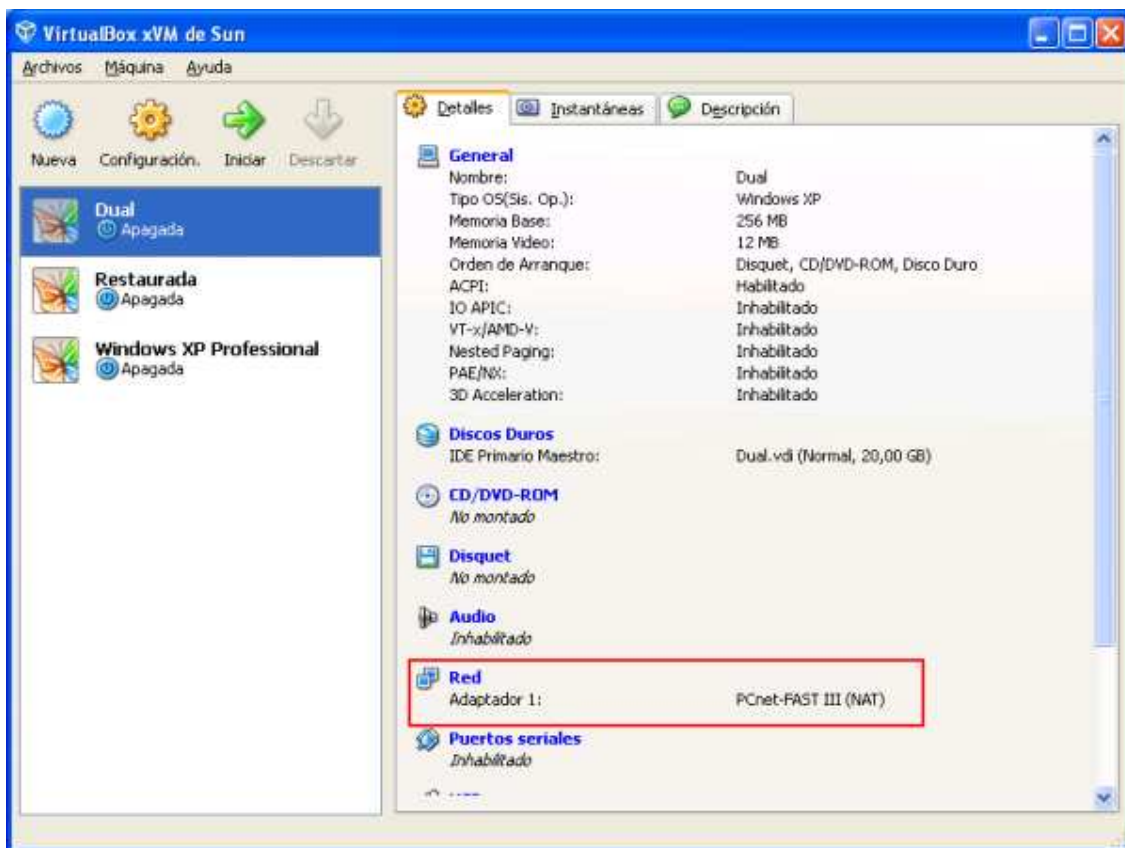 VirtualBox xVM de Sun
Archivos Máquina Ayuda
Nueva Configuración. Iniciar Descartar
Dual
Apagada
Restaurada
Apagada
Windows XP Professional
Apagada
Detalles Instantáneas Descripción
General
Nombre: Dual
Tipo OS(Sis. Op.): Windows XP
Memoria Base: 256 MB
Memoria Video: 12 MB
Orden de Arranque: Disquet, CD/DVD-ROM, Disco Duro
ACPI: Habilitado
IO APIC: Inhabilitado
VT-x/AMD-V: Inhabilitado
Nested Paging: Inhabilitado
PAE/NX: Inhabilitado
3D Acceleration: Inhabilitado
Discos Duros
IDE Primario Maestro: Dual.vdi (Normal, 20,00 GB)
CD/DVD-ROM
No montado
Disquet
No montado
Audio
Inhabilitado
Red
Adaptador 1: PCnet-FAST III (NAT)
Puertos seriales
Inhabilitado